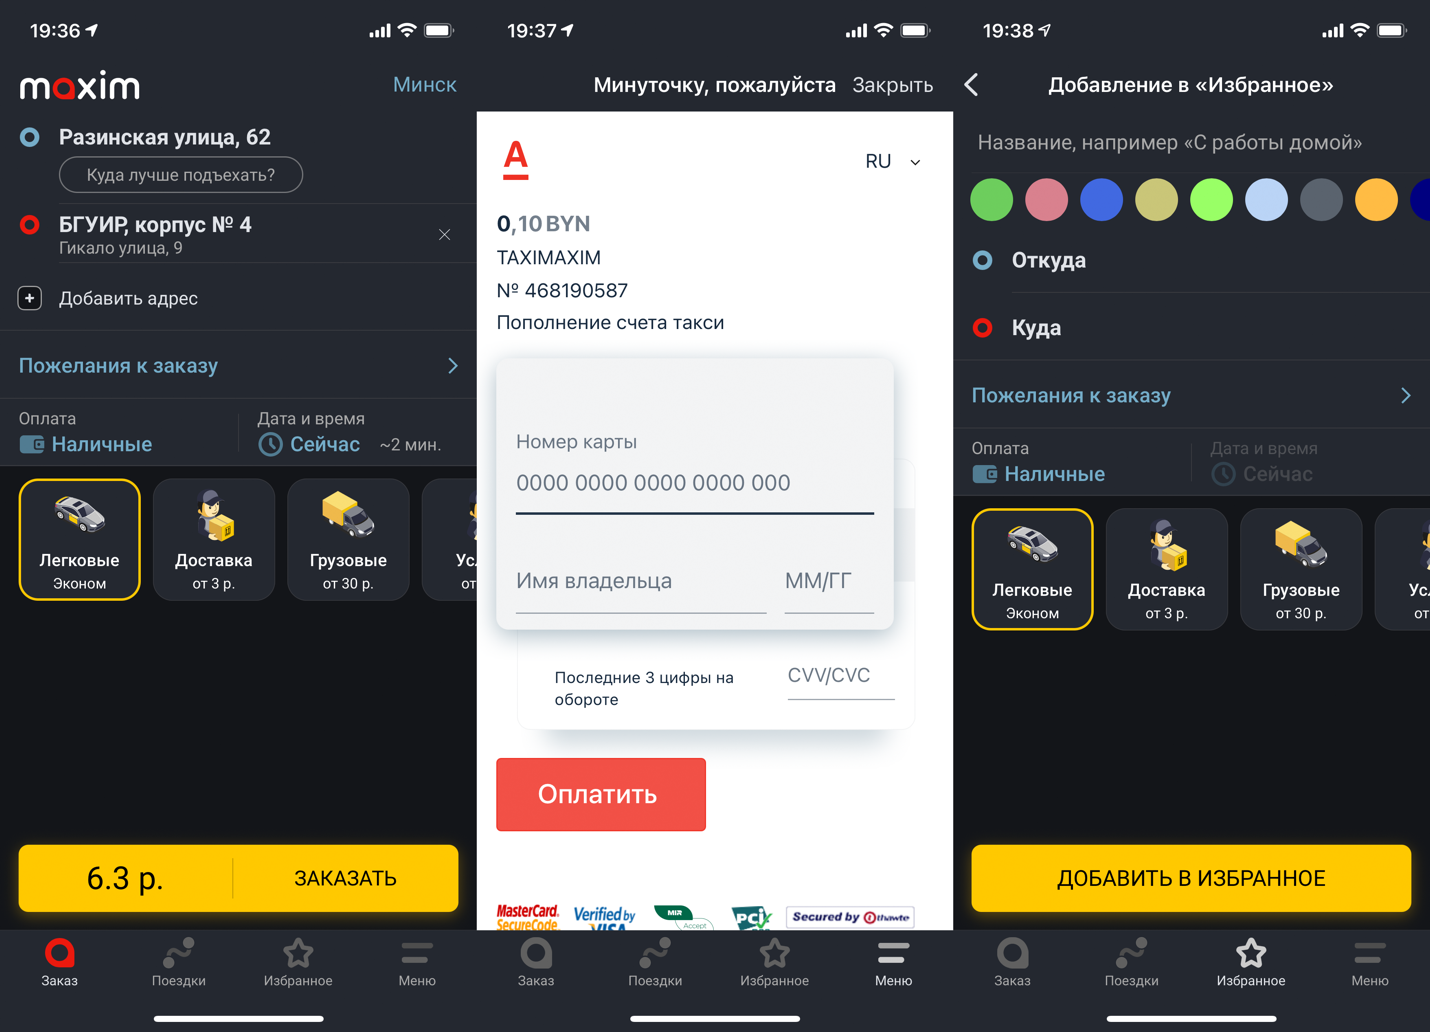 19:36
maxim
Минск
Разинская улица, 62
Куда лучше подъехать?
БГУИР, корпус № 4
Гикало улица, 9
Добавить адрес
Пожелания к заказу
Оплата
Наличные
Дата и время
Сейчас ~2 мин.
Легковые
Эконом
Доставка
от 3 р.
Грузовые
от 30 р.
6.3 р.
ЗАКАЗАТЬ
Заказ
Поездки
Избранное
Меню
19:37
Минуточку, пожалуйста
Закрыть
А
RU
0,10 BYN
TAXIMAXIM
№ 468190587
Пополнение счета такси
Номер карты
0000 0000 0000 0000 000
Имя владельца
ММ/ГГ
Последние 3 цифры на
обороте
CVV/CVC
Оплатить
MasterCard.
SecureCode
Verified by
VISA
MIR
Accept
PCI
Secured by thawte
Заказ
Поездки
Избранное
Меню
19:38
Добавление в «Избранное»
Название, например «С работы домой»
Откуда
Куда
Пожелания к заказу
Оплата
Наличные
Дата и время
Сейчас
Легковые
Эконом
Доставка
от 3 р.
Грузовые
от 30 р.
ДОБАВИТЬ В ИЗБРАННОЕ
Заказ
Поездки
Избранное
Меню